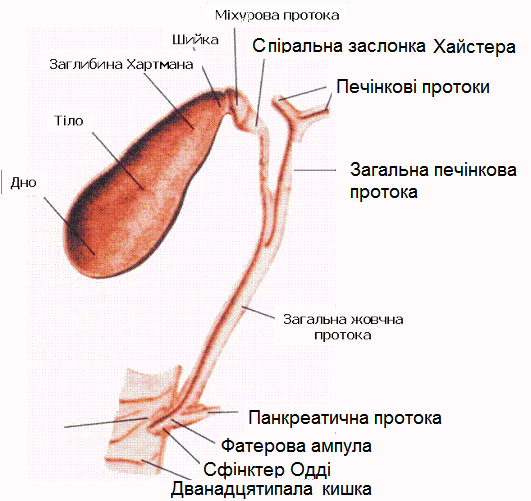 Міхурова протока
Шийка
Спіральна заслонка Хайстера
Заглибина Хартмана
Печінкові протоки
Тіло
Загальна печінкова
протока
Дно
Загальна жовчна
протока
Панкреатична протока
Фатерова ампула
Сфінктер Одді
Дванадцятипала кишка